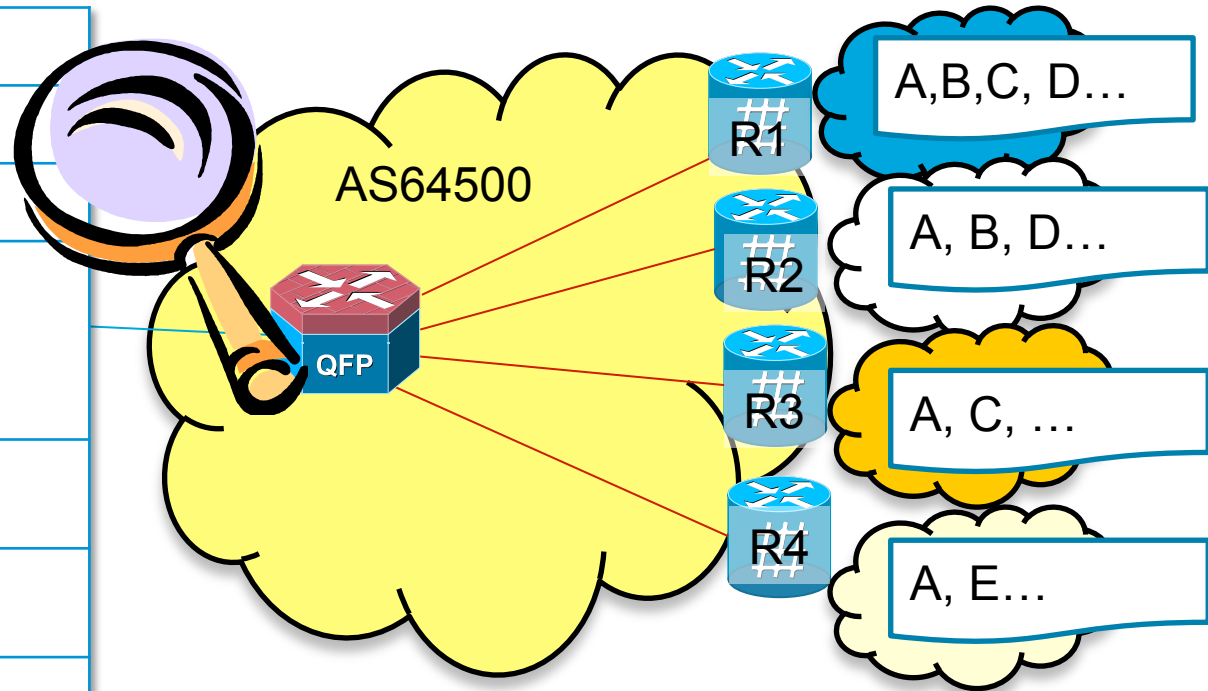 AS64500
QFP
R1
A,B,C, D…
R2
A, B, D…
R3
A, C, …
R4
A, E…